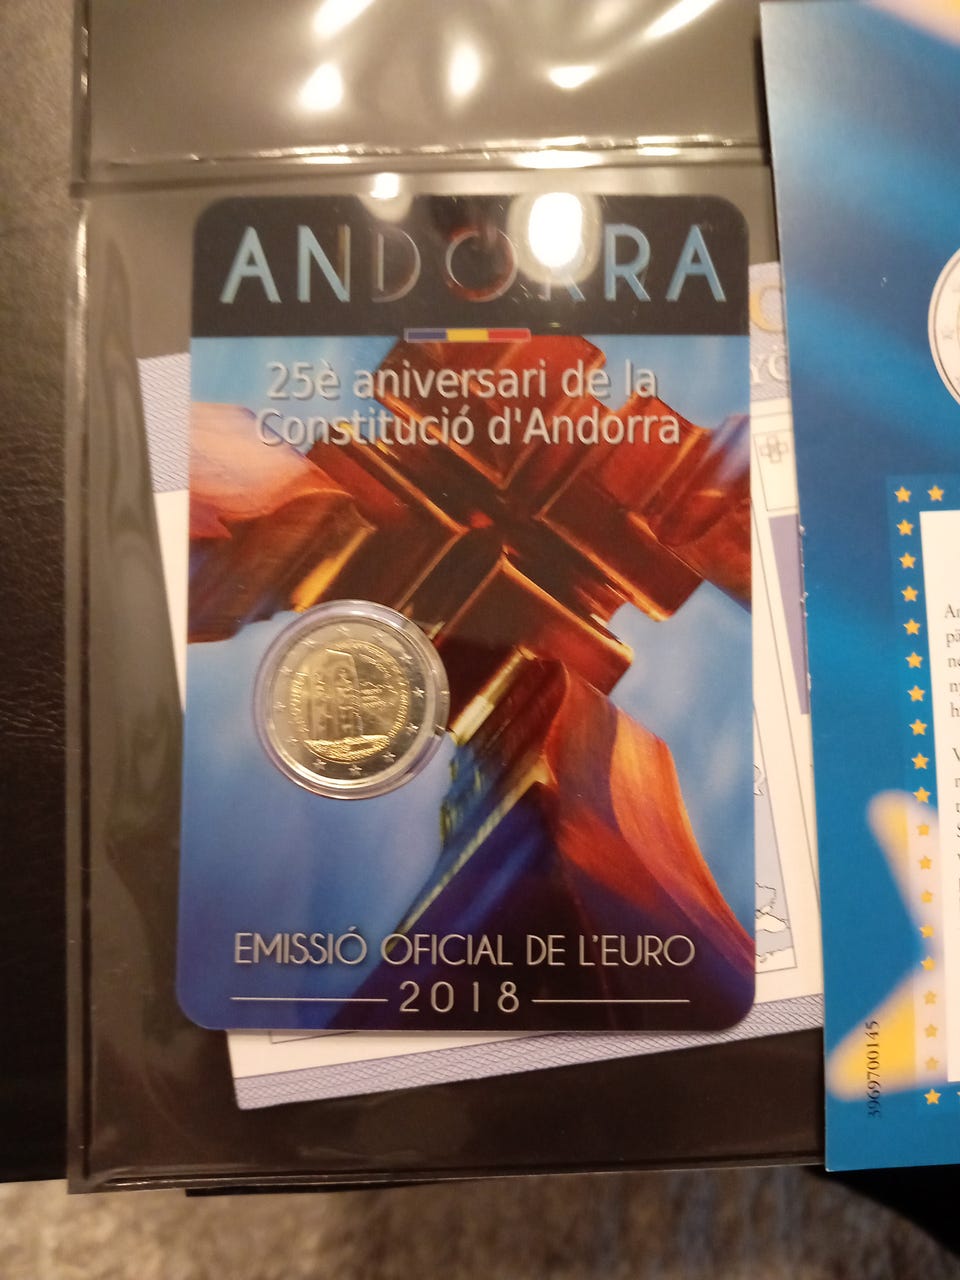 ANDORRA
25è aniversari de la
Constitució d'Andorra
EMISSIÓ OFICIAL DE L'EURO
2018
3969700145